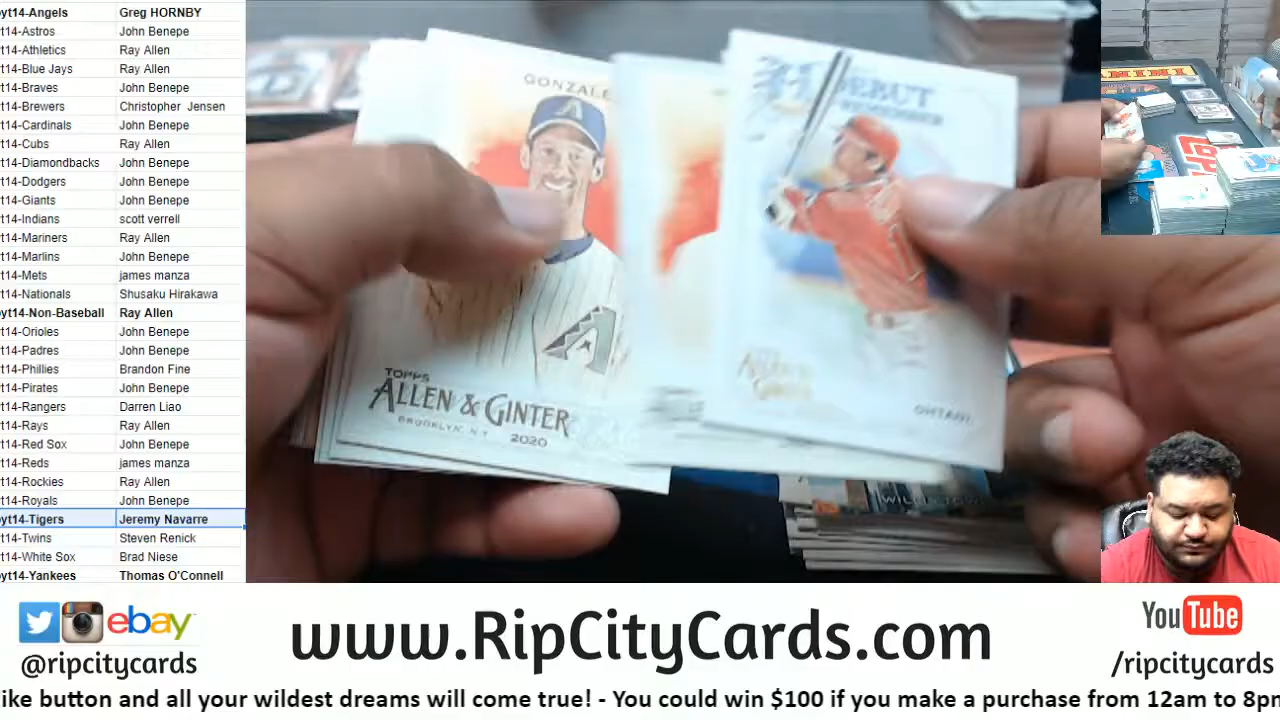 yt14-Angels Greg HORNBY
t14-Astros John Benepe
t14-Athletics Ray Allen
t14-Blue Jays Ray Allen
t14-Braves John Benepe
t14-Brewers Christopher Jensen
t14-Cardinals John Benepe
t14-Cubs Ray Allen
t14-Diamondbacks John Benepe
t14-Dodgers John Benepe
t14-Giants John Benepe
t14-Indians scott verrell
t14-Mariners Ray Allen
t14-Marlins John Benepe
t14-Mets james manza
t14-Nationals Shusaku Hirakawa
yt14-Non-Baseball Ray Allen
t14-Orioles John Benepe
t14-Padres John Benepe
t14-Phillies Brandon Fine
t14-Pirates John Benepe
t14-Rangers Darren Liao
t14-Rays Ray Allen
t14-Red Sox John Benepe
t14-Reds james manza
t14-Rockies Ray Allen
t14-Royals John Benepe
yt14-Tigers Jeremy Navarre
t14-Twins Steven Renick
t14-White Sox Brad Niese
yt14-Yankees Thomas O'Connell
GONZALE
TOPPS
ALLEN & GINTER
BROOKLYN, N.Y.
2020
DEBUT
ALLEN
GINTER
OHTANI
PANINI
ebay
@ripcitycards
www.RipCityCards.com
YouTube
/ripcitycards
ike button and all your wildest dreams will come true! - You could win $100 if you make a purchase from 12am to 8pm